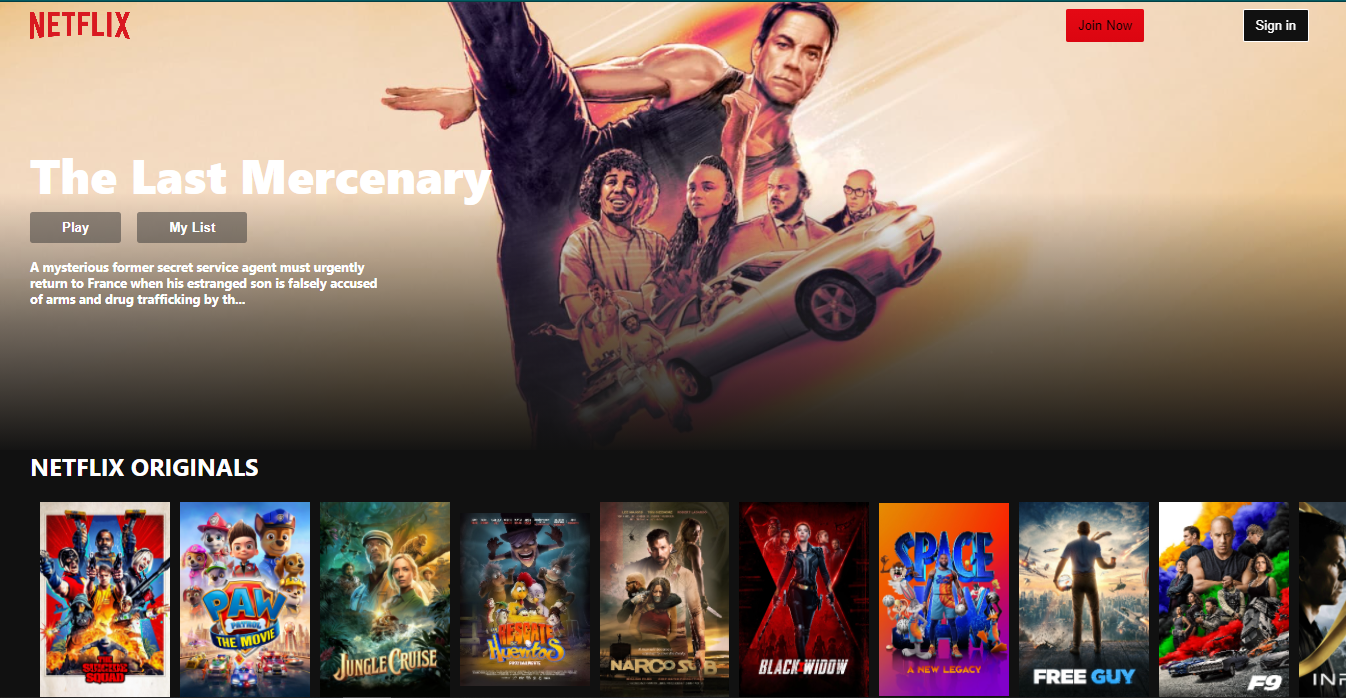 NETFLIX
Join Now
Sign in
The Last Mercenary
Play
My List
A mysterious former secret service agent must urgently
return to France when his estranged son is falsely accused
of arms and drug trafficking by th...
NETFLIX ORIGINALS
THE
SUICIDE
SQUAD
PAW
PATROL
THE MOVIE
JUNGLE CRUISE
RESCATE
Huevitos
NARCO SUB
BLACK WIDOW
SPACE
JAM
A NEW LEGACY
FREE GUY
F9
INF